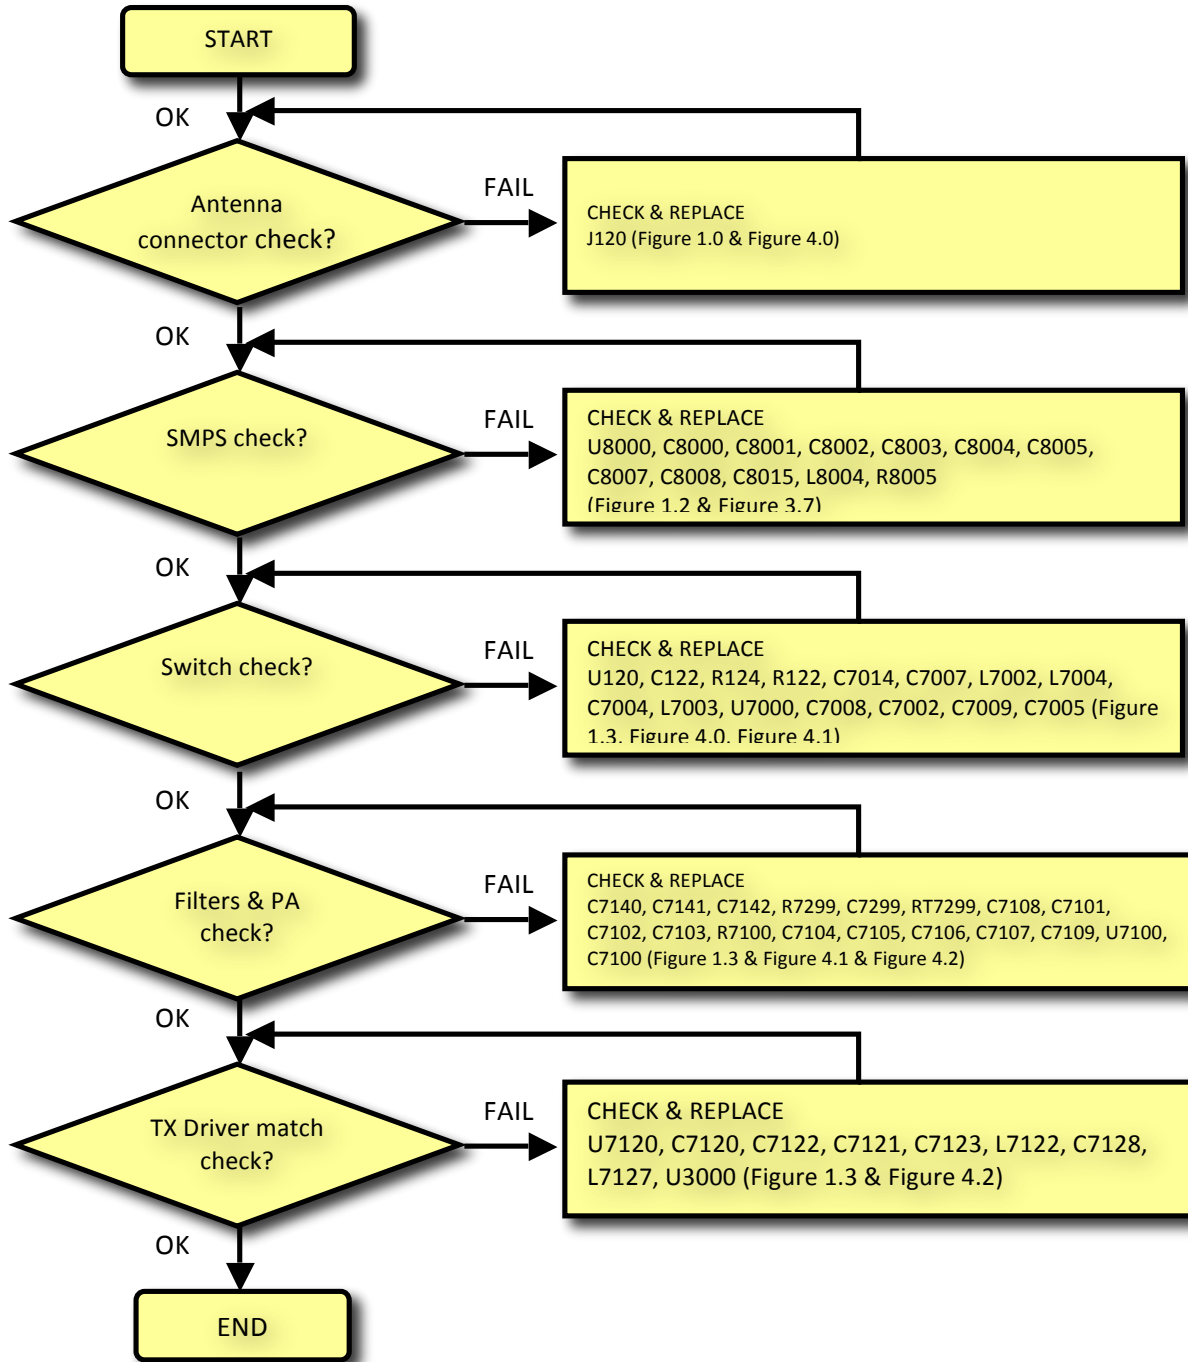 START
OK
Antenna
connector check?
FAIL
CHECK & REPLACE
J120 (Figure 1.0 & Figure 4.0)
OK
SMPS check?
FAIL
CHECK & REPLACE
U8000, C8000, C8001, C8002, C8003, C8004, C8005,
C8007, C8008, C8015, L8004, R8005
(Figure 1.2 & Figure 3.7)
OK
Switch check?
FAIL
CHECK & REPLACE
U120, C122, R124, R122, C7014, C7007, L7002, L7004,
C7004, L7003, U7000, C7008, C7002, C7009, C7005 (Figure
1.3, Figure 4.0, Figure 4.1)
OK
Filters & PA
check?
FAIL
CHECK & REPLACE
C7140, C7141, C7142, R7299, C7299, RT7299, C7108, C7101,
C7102, C7103, R7100, C7104, C7105, C7106, C7107, C7109, U7100,
C7100 (Figure 1.3 & Figure 4.1 & Figure 4.2)
OK
TX Driver match
check?
FAIL
CHECK & REPLACE
U7120, C7120, C7122, C7121, C7123, L7122, C7128,
L7127, U3000 (Figure 1.3 & Figure 4.2)
OK
END